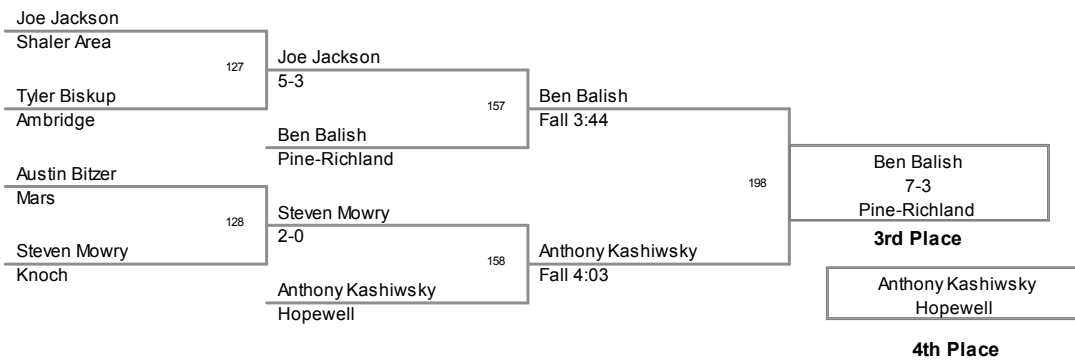 Joe Jackson
Shaler Area
127
Tyler Biskup
Ambridge
Joe Jackson
5-3
157
Ben Balish
Pine-Richland
Austin Bitzer
Mars
128
Steven Mowry
Knoch
Steven Mowry
2-0
158
Anthony Kashiwsky
Hopewell
Ben Balish
Fall 3:44
198
Anthony Kashiwsky
Fall 4:03
Ben Balish
7-3
Pine-Richland
3rd Place
Anthony Kashiwsky
Hopewell
4th Place